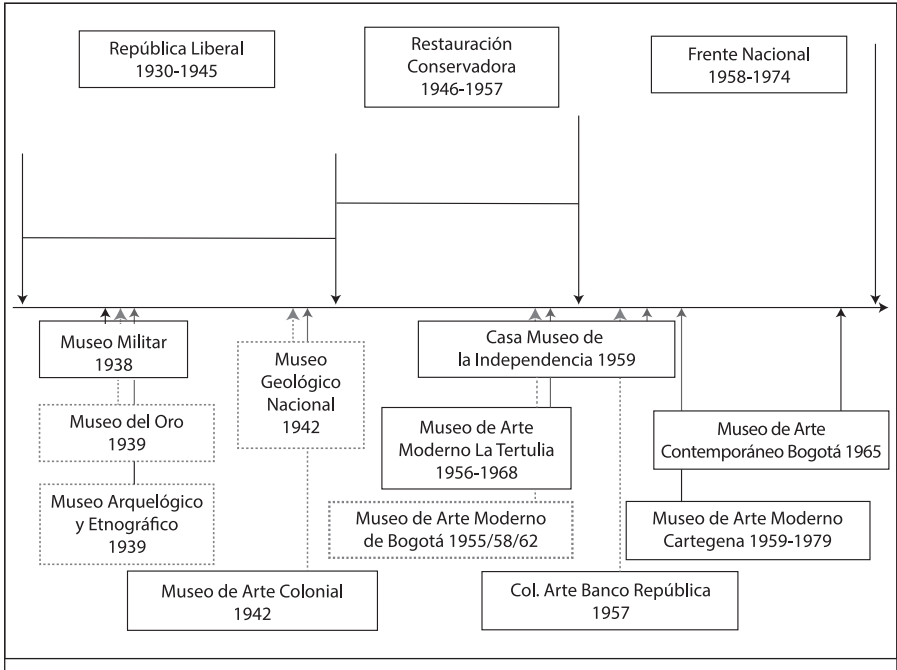 República Liberal
1930-1945
Restauración
Conservadora
1946-1957
Frente Nacional
1958-1974
Museo Militar
1938
Museo del Oro
1939
Museo Arquelógico
y Etnográfico
1939
Museo
Geológico
Nacional
1942
Museo de Arte Colonial
1942
Casa Museo de
la Independencia 1959
Museo de Arte
Moderno La Tertulia
1956-1968
Museo de Arte Moderno
de Bogotá 1955/58/62
Col. Arte Banco República
1957
Museo de Arte
Contemporáneo Bogotá 1965
Museo de Arte Moderno
Cartegena 1959-1979